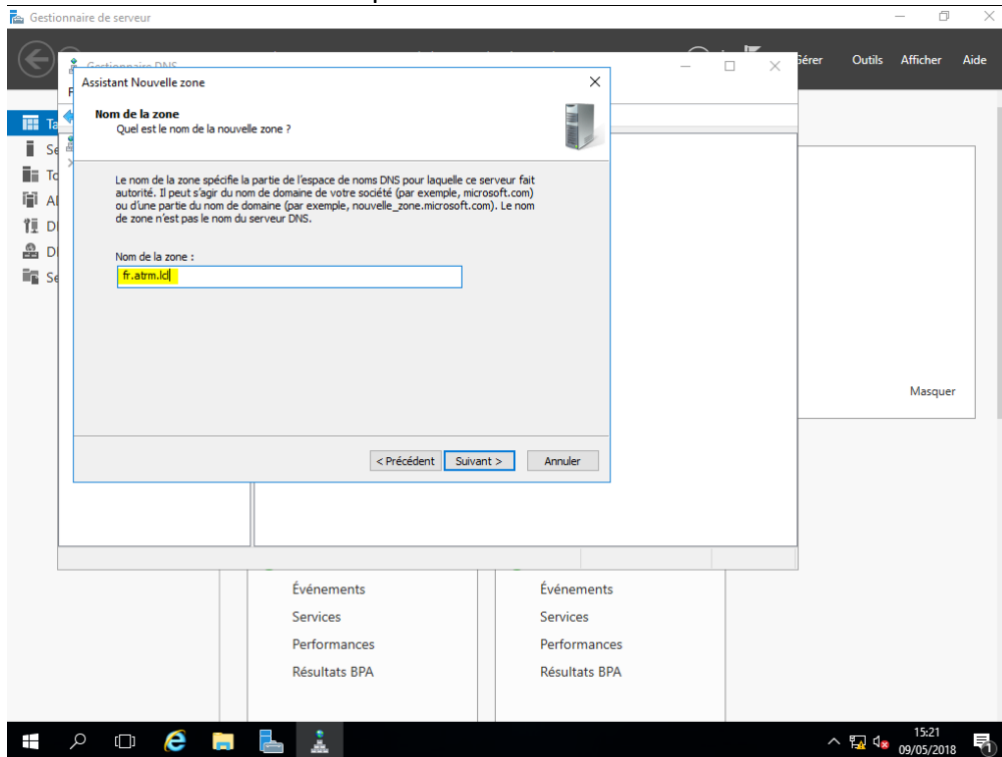 Gestionnaire de serveur
Gestionnaire DNS
Gérer Outils Afficher Aide
Assistant Nouvelle zone
Nom de la zone
Quel est le nom de la nouvelle zone ?
Le nom de la zone spécifie la partie de l'espace de noms DNS pour laquelle ce serveur fait
autorité. Il peut s'agir du nom de domaine de votre société (par exemple, microsoft.com)
ou d'une partie du nom de domaine (par exemple, nouvelle_zone.microsoft.com). Le nom
de zone n'est pas le nom du serveur DNS.
Nom de la zone :
fr.atrm.lcl
Masquer
< Précédent Suivant > Annuler
Événements
Services
Performances
Résultats BPA
Événements
Services
Performances
Résultats BPA
15:21
09/05/2018